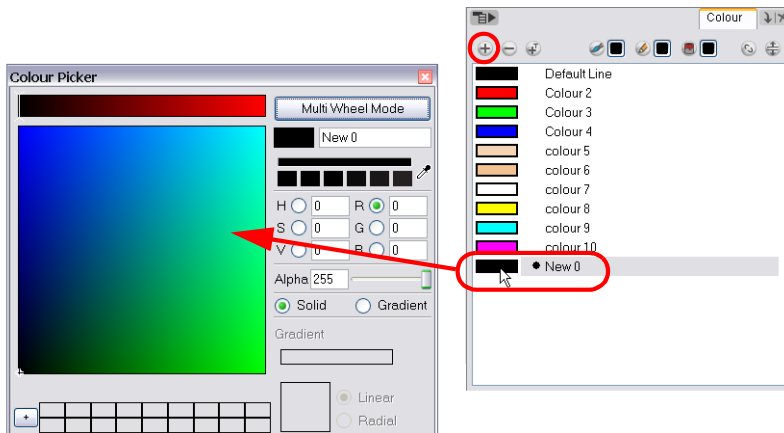 Colour Picker
Multi Wheel Mode
New 0
H 0 R 0
S 0 G 0
V 0 B 0
Alpha 255
Solid Gradient
Gradient
Linear
Radial
Colour
Default Line
Colour 2
Colour 3
Colour 4
colour 5
colour 6
colour 7
colour 8
colour 9
colour 10
New 0